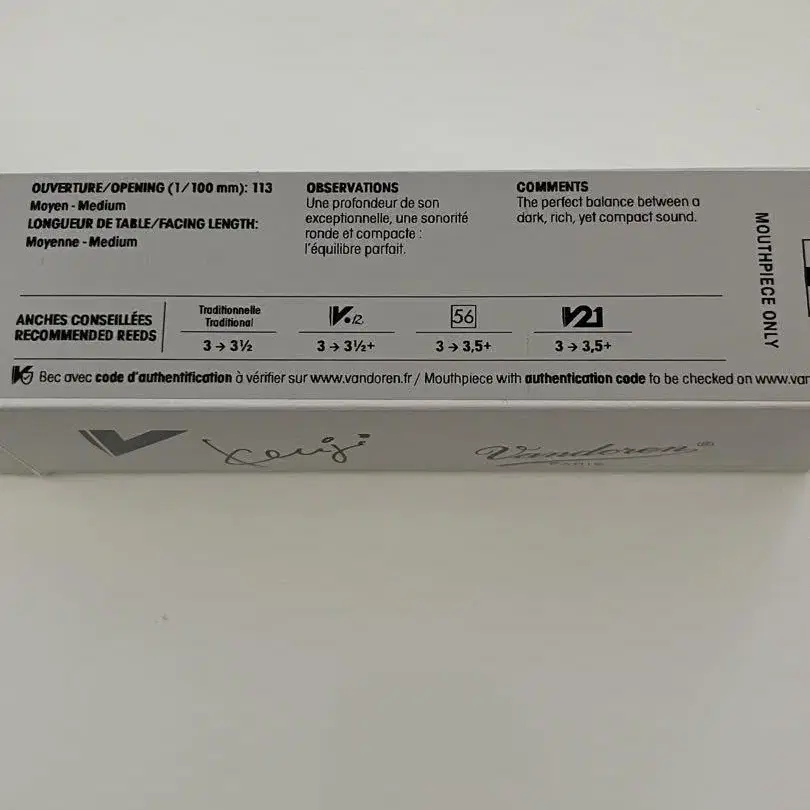 OUVERTURE/OPENING (1/100 mm): 113
Moyen - Medium
LONGUEUR DE TABLE/FACING LENGTH:
Moyenne - Medium
OBSERVATIONS
Une profondeur de son
exceptionnelle, une sonorité
ronde et compacte :
l'équilibre parfait.
COMMENTS
The perfect balance between a
dark, rich, yet compact sound.
MOUTHPIECE ONLY
ANCHES CONSEILLÉES
RECOMMENDED REEDS
Traditionnelle
Traditional
3 → 3½
V•12
3 → 3½+
56
3 → 3,5+
V21
3 → 3,5+
Bec avec code d'authentification à vérifier sur www.vandoren.fr / Mouthpiece with authentication code to be checked on www.van
Vandoren®
PARIS